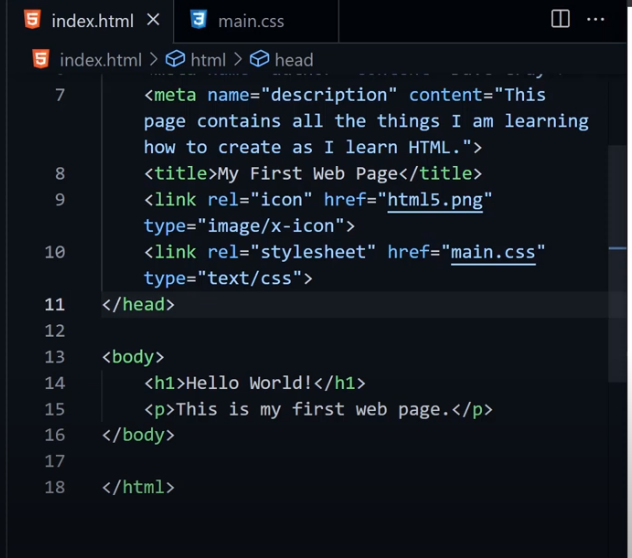 index.html × main.css ···
index.html > html > head
7 <meta name="description" content="This
page contains all the things I am learning
how to create as I learn HTML.">
8 <title>My First Web Page</title>
9 <link rel="icon" href="html5.png"
type="image/x-icon">
10 <link rel="stylesheet" href="main.css"
type="text/css">
11 </head>
12
13 <body>
14 <h1>Hello World!</h1>
15 <p>This is my first web page.</p>
16 </body>
17
18 </html>